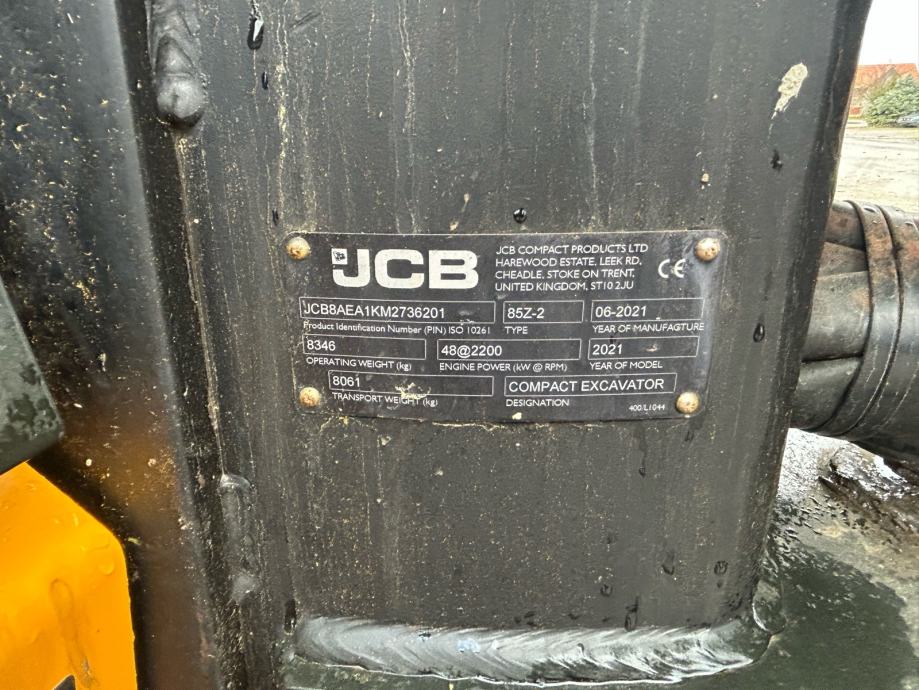 JCB
JCB COMPACT PRODUCTS LTD
HAREWOOD ESTATE, LEEK RD,
CHEADLE, STOKE ON TRENT,
UNITED KINGDOM, ST10 2JU
CE
JCB8AEA1KM2736201 85Z-2 06-2021
Product Identification Number (PIN) ISO 10261 TYPE YEAR OF MANUFACTURE
8346 48@2200 2021
OPERATING WEIGHT (kg) ENGINE POWER (kW @ RPM) YEAR OF MODEL
8061 COMPACT EXCAVATOR
TRANSPORT WEIGHT (kg) DESIGNATION 400/L1044